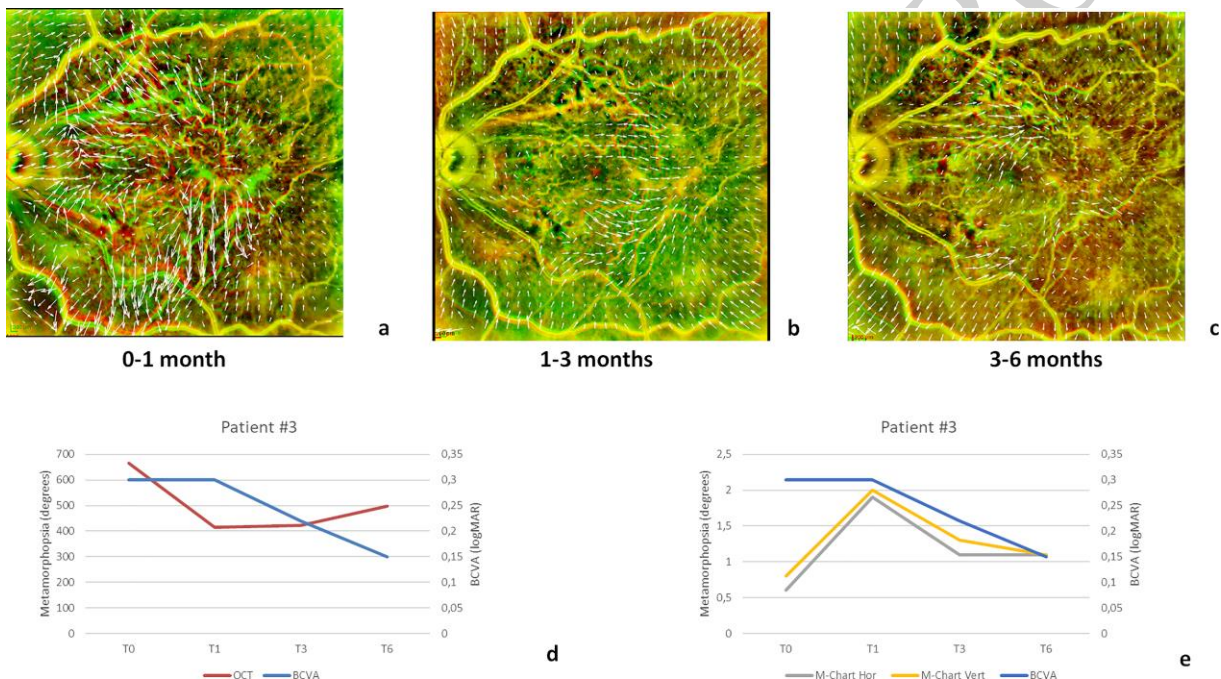 a
b
c
0-1 month
1-3 months
3-6 months
Patient #3
Metamorphopsia (degrees)
700
600
500
400
300
200
100
0
0,35
0,3
0,25
0,2
0,15
0,1
0,05
0
BCVA (logMAR)
T0 T1 T3 T6
OCT BCVA
d
Patient #3
Metamorphopsia (degrees)
2,5
2
1,5
1
0,5
0
0,35
0,3
0,25
0,2
0,15
0,1
0,05
0
BCVA (logMAR)
T0 T1 T3 T6
M-Chart Hor M-Chart Vert BCVA
e